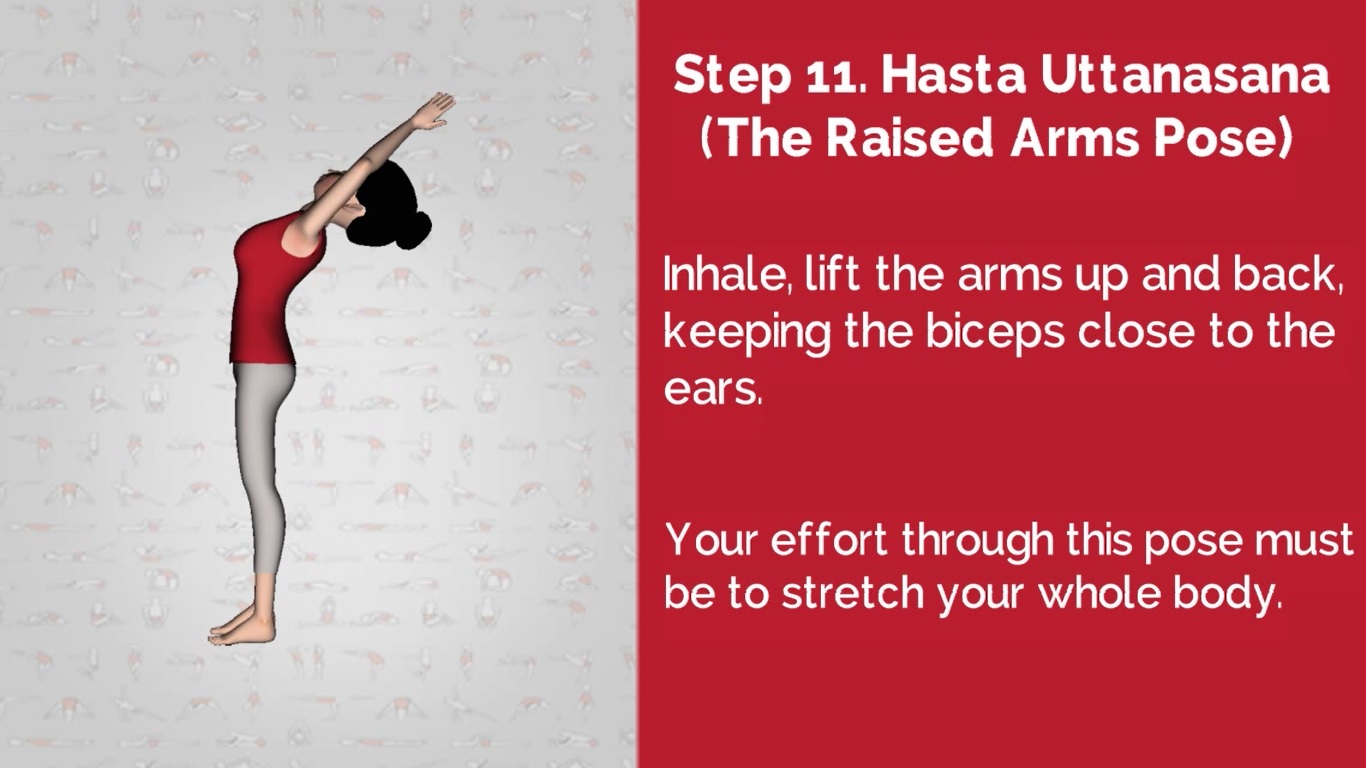 Step 11. Hasta Uttanasana
(The Raised Arms Pose)
Inhale, lift the arms up and back,
keeping the biceps close to the
ears.
Your effort through this pose must
be to stretch your whole body.